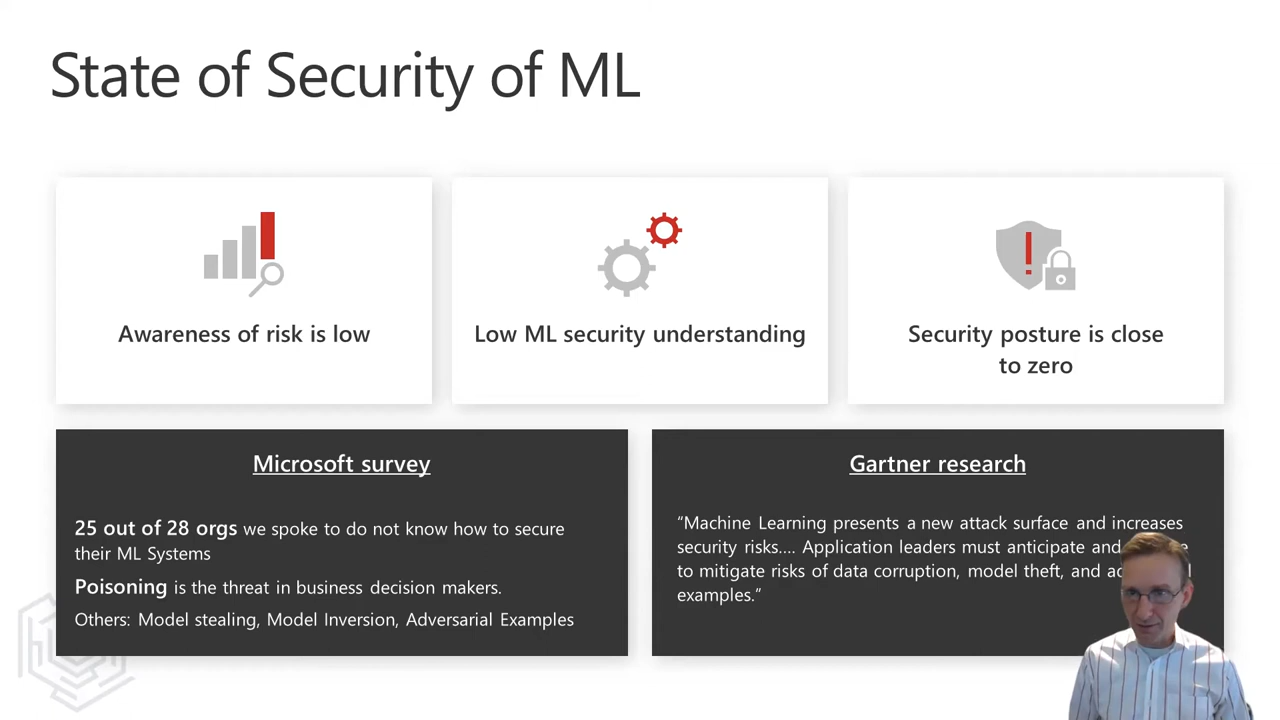 State of Security of ML
Awareness of risk is low
Low ML security understanding
Security posture is close
to zero
Microsoft survey
25 out of 28 orgs we spoke to do not know how to secure
their ML Systems
Poisoning is the threat in business decision makers.
Others: Model stealing, Model Inversion, Adversarial Examples
Gartner research
“Machine Learning presents a new attack surface and increases
security risks…. Application leaders must anticipate and
to mitigate risks of data corruption, model theft, and
examples.”